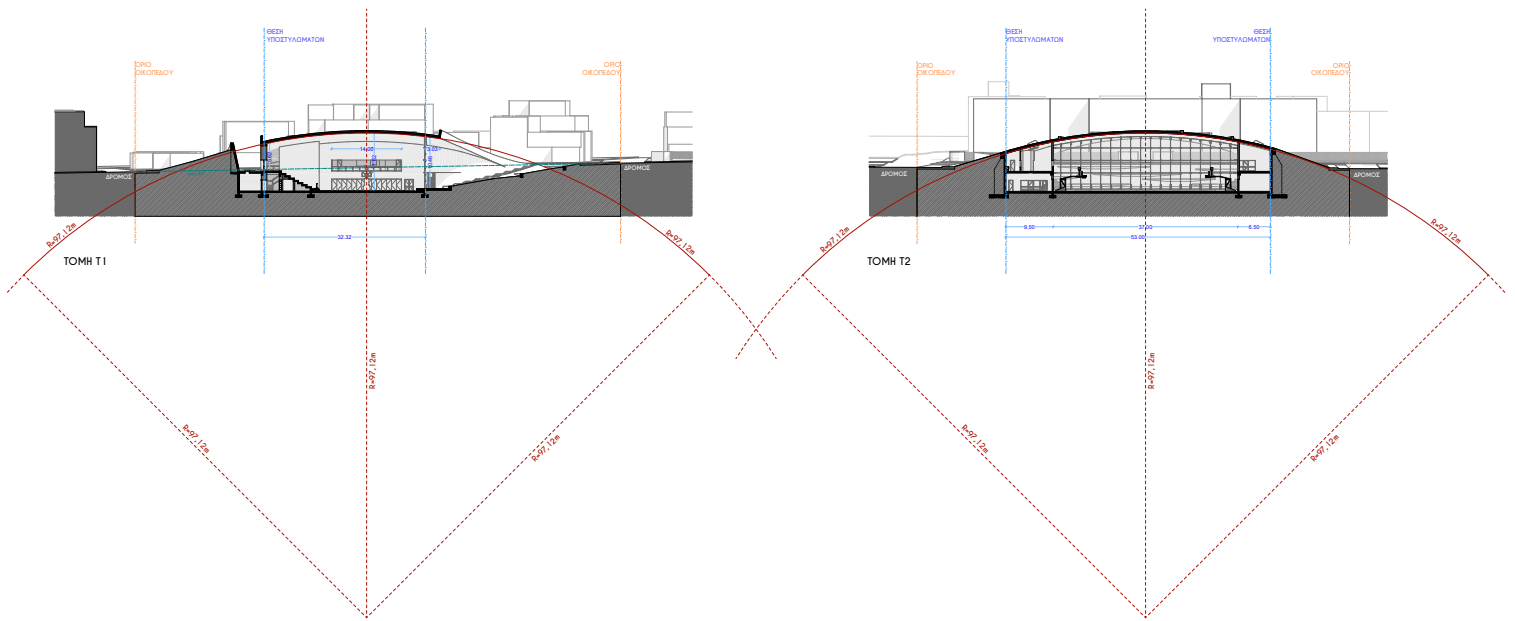 ΘΕΣΗ
ΥΠΟΣΤΥΛΩΜΑΤΩΝ
ΟΡΙΟ
ΟΙΚΟΠΕΔΟΥ
ΟΡΙΟ
ΟΙΚΟΠΕΔΟΥ
14.00
3.03
ΔΡΟΜΟΣ
ΔΡΟΜΟΣ
R=97,12m
R=97,12m
32.32
ΤΟΜΗ Τ1
R=97,12m
R=97,12m
R=97,12m
ΘΕΣΗ
ΥΠΟΣΤΥΛΩΜΑΤΩΝ
ΘΕΣΗ
ΥΠΟΣΤΥΛΩΜΑΤΩΝ
ΟΡΙΟ
ΟΙΚΟΠΕΔΟΥ
ΟΡΙΟ
ΟΙΚΟΠΕΔΟΥ
ΔΡΟΜΟΣ
ΔΡΟΜΟΣ
9.50
37.00
6.50
53.00
R=97,12m
R=97,12m
ΤΟΜΗ Τ2
R=97,12m
R=97,12m
R=97,12m